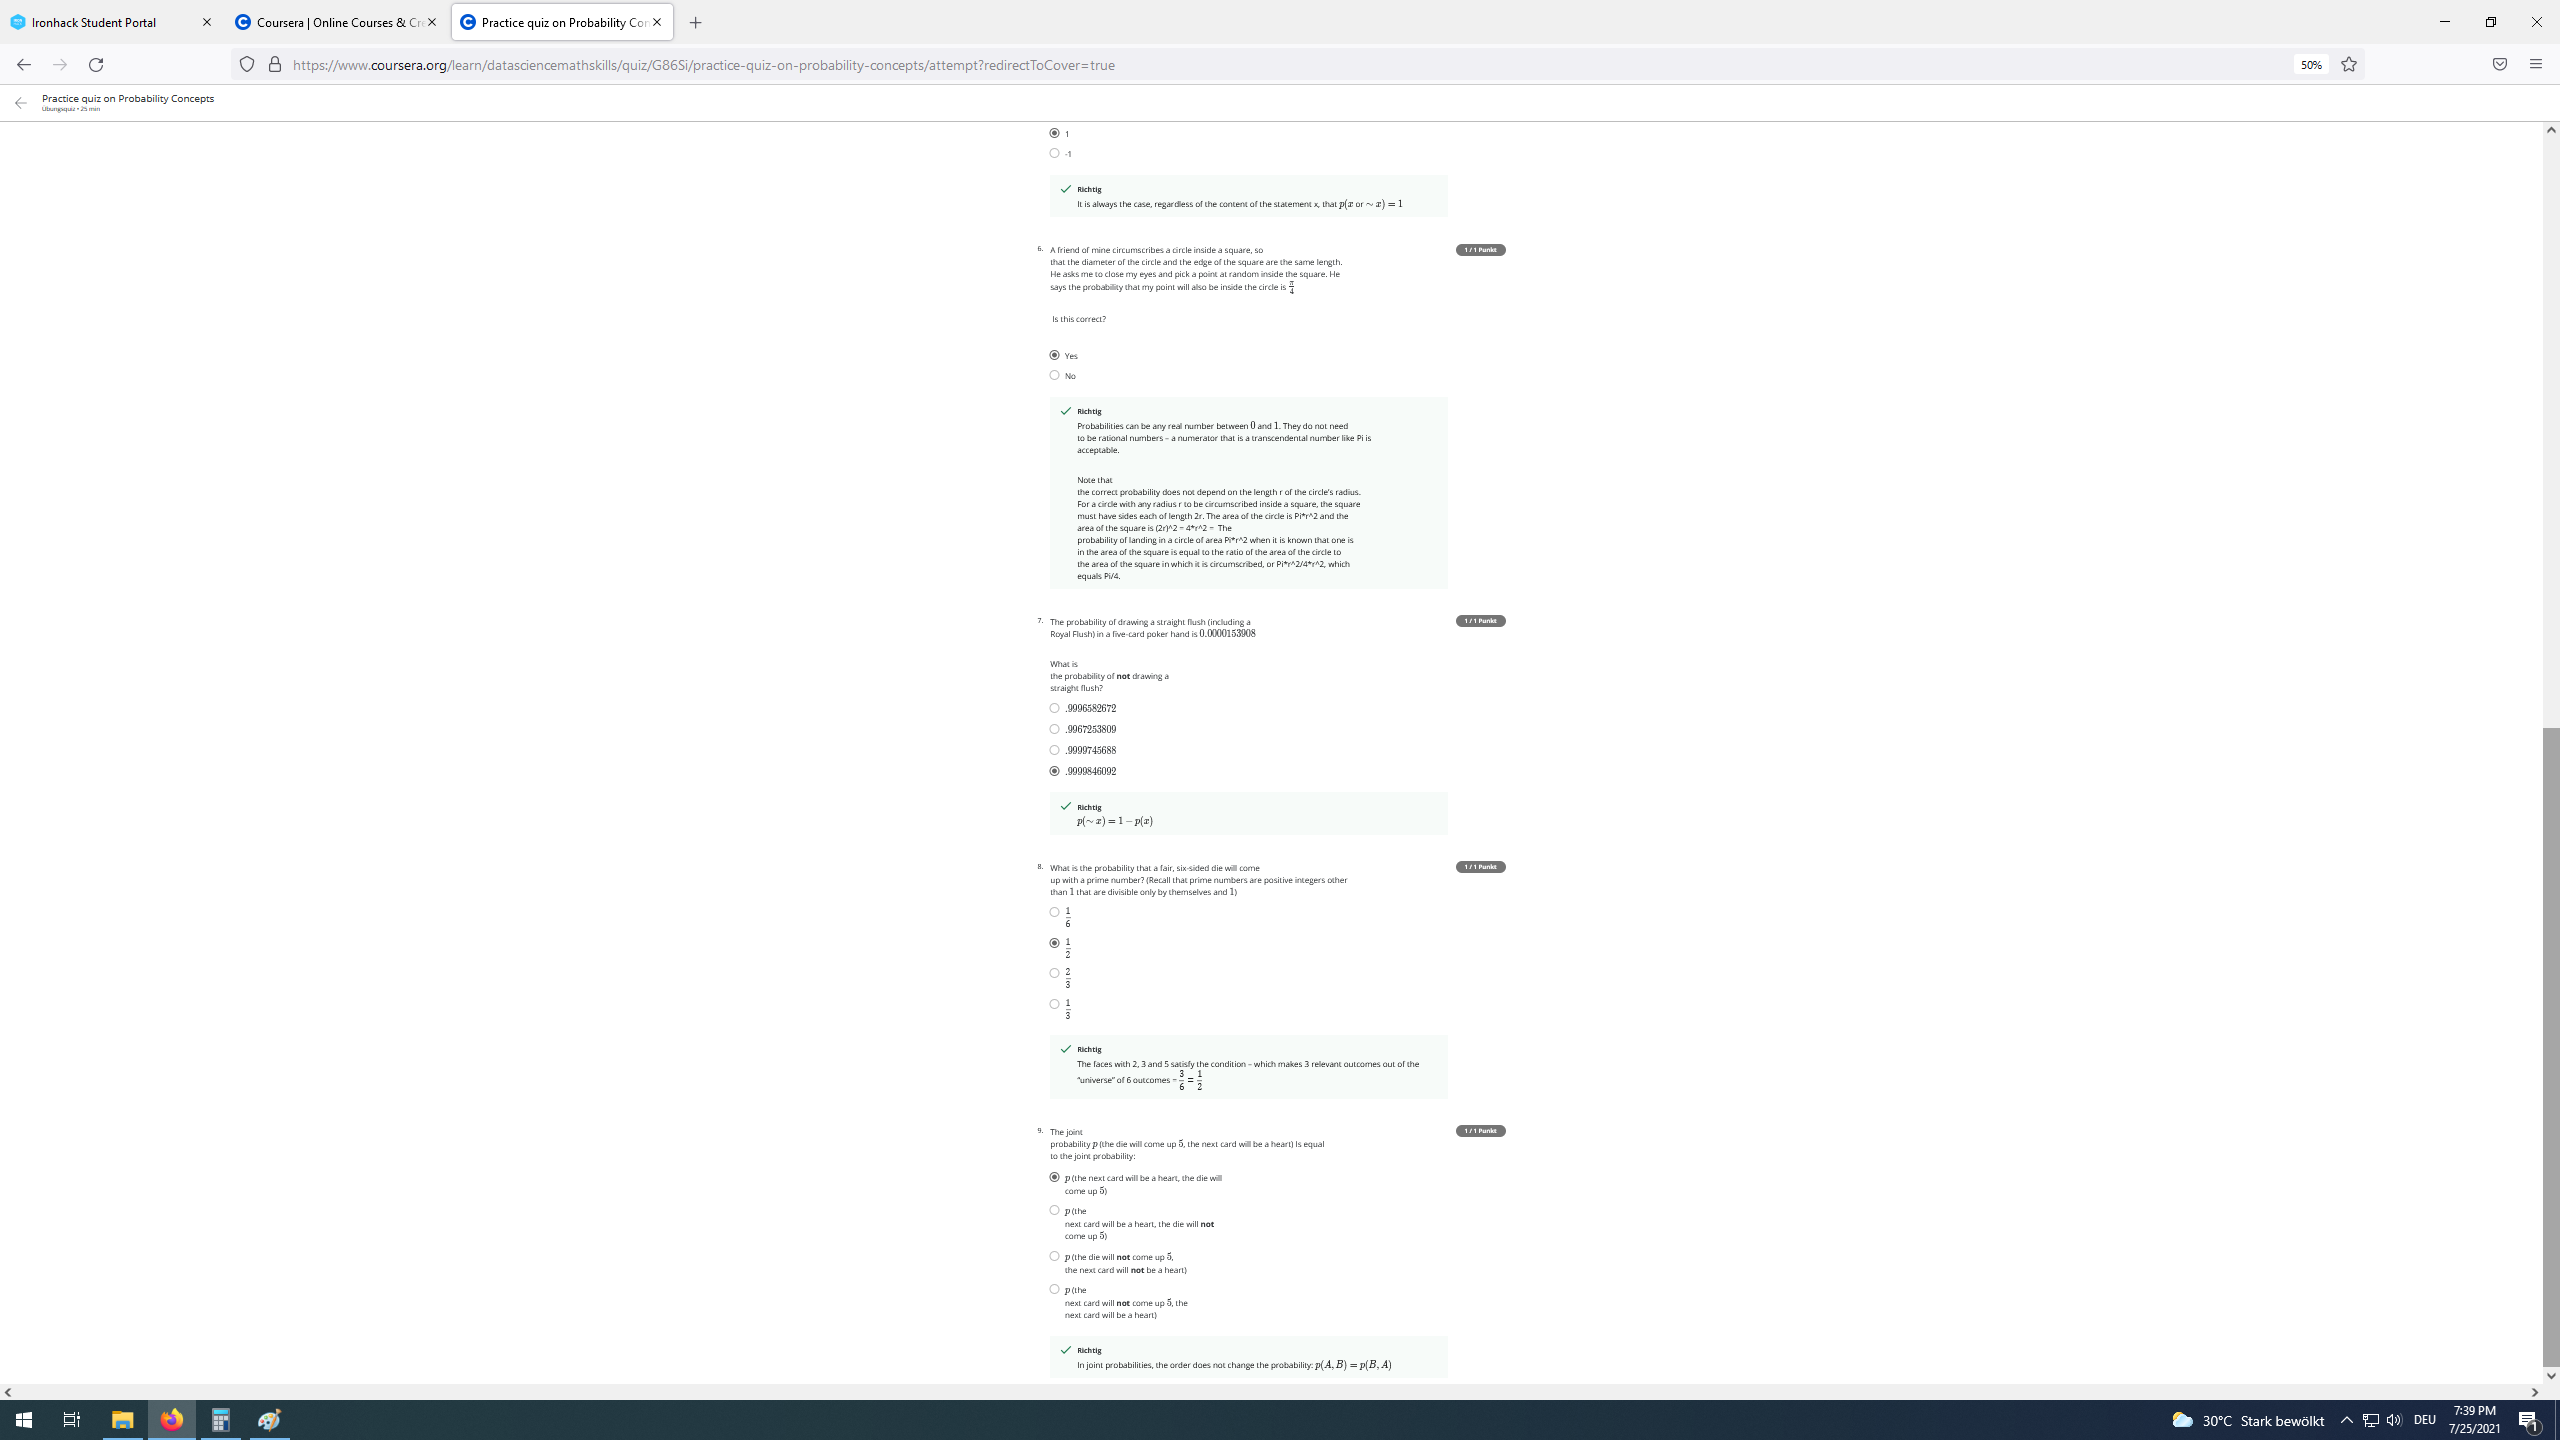 Ironhack Student Portal
Coursera | Online Courses & Cre
Practice quiz on Probability Con
https://www.coursera.org/learn/datasciencemathskills/quiz/G86Si/practice-quiz-on-probability-concepts/attempt?redirectToCover=true
50%
Practice quiz on Probability Concepts
Übungsquiz • 25 min
1
-1
Richtig
It is always the case, regardless of the content of the statement x, that p(x or ∼ x) = 1
6. A friend of mine circumscribes a circle inside a square, so
1 / 1 Punkt
that the diameter of the circle and the edge of the square are the same length.
He asks me to close my eyes and pick a point at random inside the square. He
says the probability that my point will also be inside the circle is π/4
Is this correct?
Yes
No
Richtig
Probabilities can be any real number between 0 and 1. They do not need
to be rational numbers – a numerator that is a transcendental number like Pi is
acceptable.
Note that
the correct probability does not depend on the length r of the circle's radius.
For a circle with any radius r to be circumscribed inside a square, the square
must have sides each of length 2r. The area of the circle is Pi*r^2 and the
area of the square is (2r)^2 = 4*r^2 = The
probability of landing in a circle of area Pi*r^2 when it is known that one is
in the area of the square is equal to the ratio of the area of the circle to
the area of the square in which it is circumscribed, or Pi*r^2/4*r^2, which
equals Pi/4.
7. The probability of drawing a straight flush (including a
1 / 1 Punkt
Royal Flush) in a five-card poker hand is 0.0000153908
What is
the probability of not drawing a
straight flush?
.9996582672
.9967253809
.9999745688
.9999846092
Richtig
p(∼ x) = 1 − p(x)
8. What is the probability that a fair, six-sided die will come
1 / 1 Punkt
up with a prime number? (Recall that prime numbers are positive integers other
than 1 that are divisible only by themselves and 1)
1/6
1/2
2/3
1/3
Richtig
The faces with 2, 3 and 5 satisfy the condition – which makes 3 relevant outcomes out of the
“universe” of 6 outcomes = 3/6 = 1/2
9. The joint
1 / 1 Punkt
probability p (the die will come up 5, the next card will be a heart) Is equal
to the joint probability:
p (the next card will be a heart, the die will
come up 5)
p (the
next card will be a heart, the die will not
come up 5)
p (the die will not come up 5,
the next card will not be a heart)
p (the
next card will not come up 5, the
next card will be a heart)
Richtig
In joint probabilities, the order does not change the probability: p(A, B) = p(B, A)
30°C Stark bewölkt
DEU
7:39 PM
7/25/2021
1